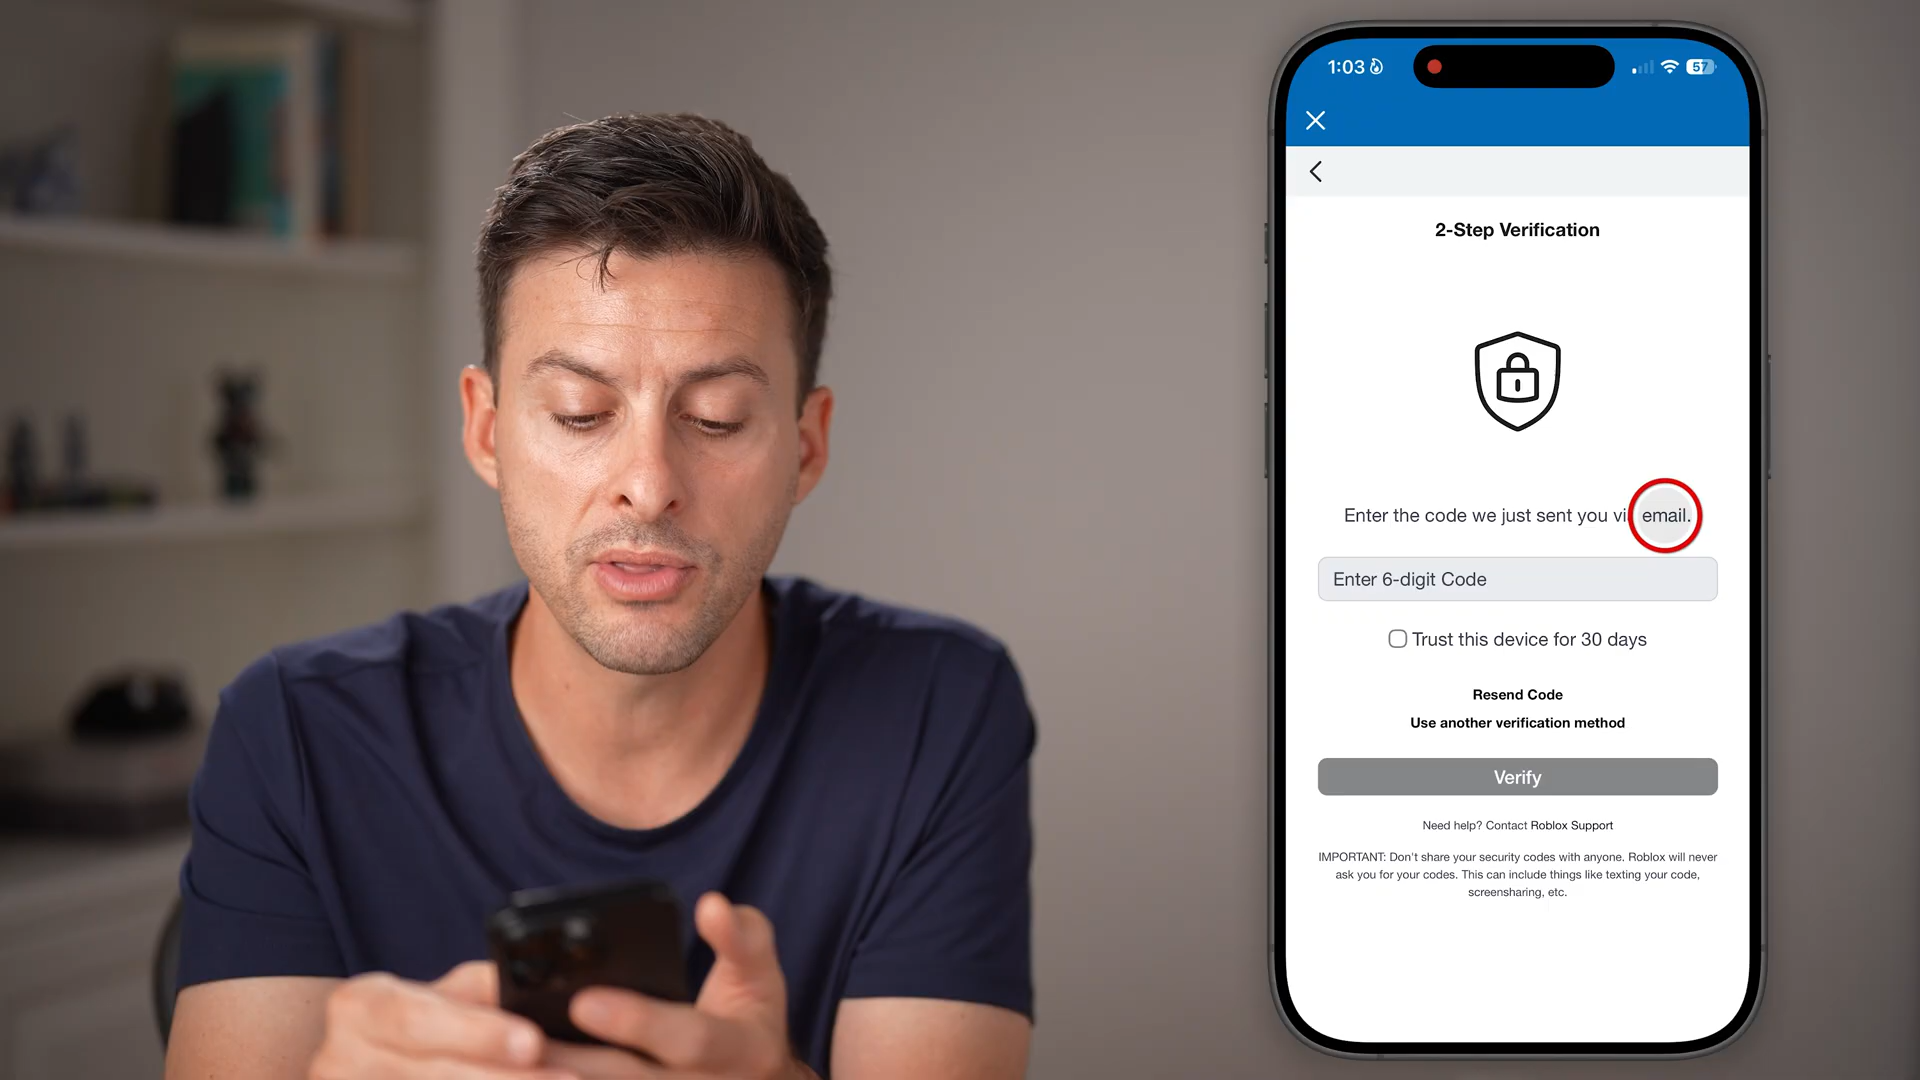 1:03
57
2-Step Verification
Enter the code we just sent you vi email.
Enter 6-digit Code
Trust this device for 30 days
Resend Code
Use another verification method
Verify
Need help? Contact Roblox Support
IMPORTANT: Don't share your security codes with anyone. Roblox will never
ask you for your codes. This can include things like texting your code,
screensharing, etc.